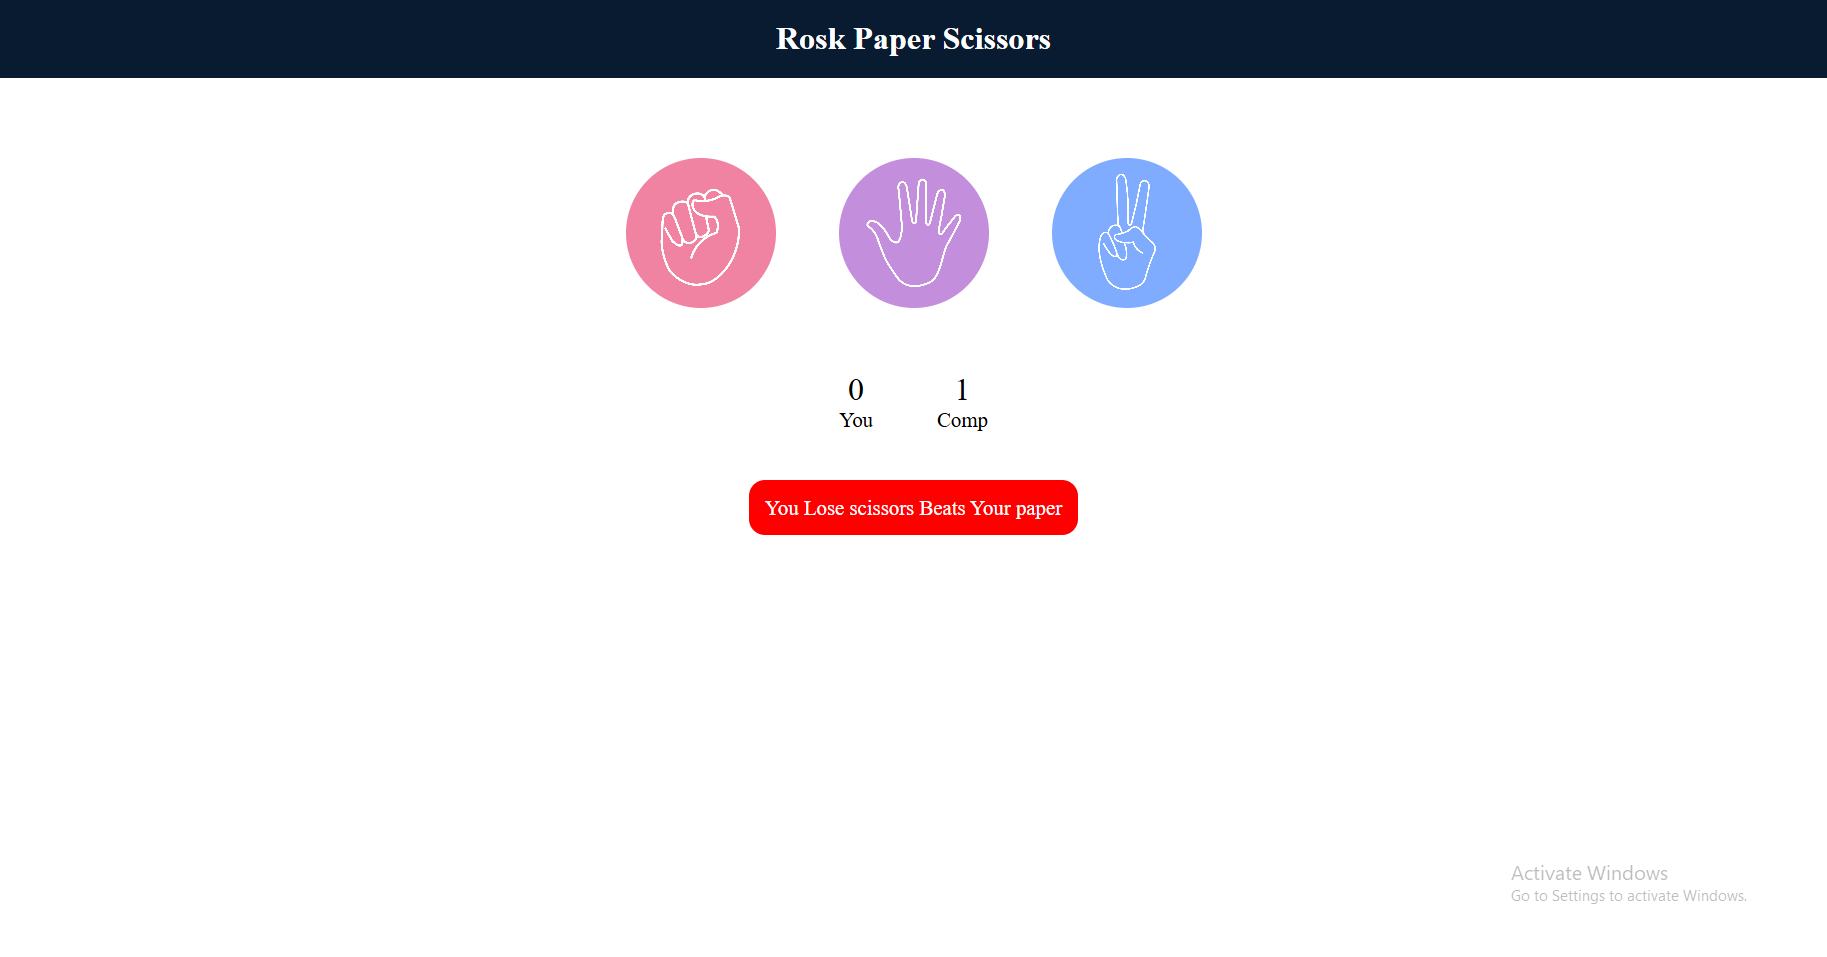 Rosk Paper Scissors
0 1
You Comp
You Lose scissors Beats Your paper
Activate Windows
Go to Settings to activate Windows.